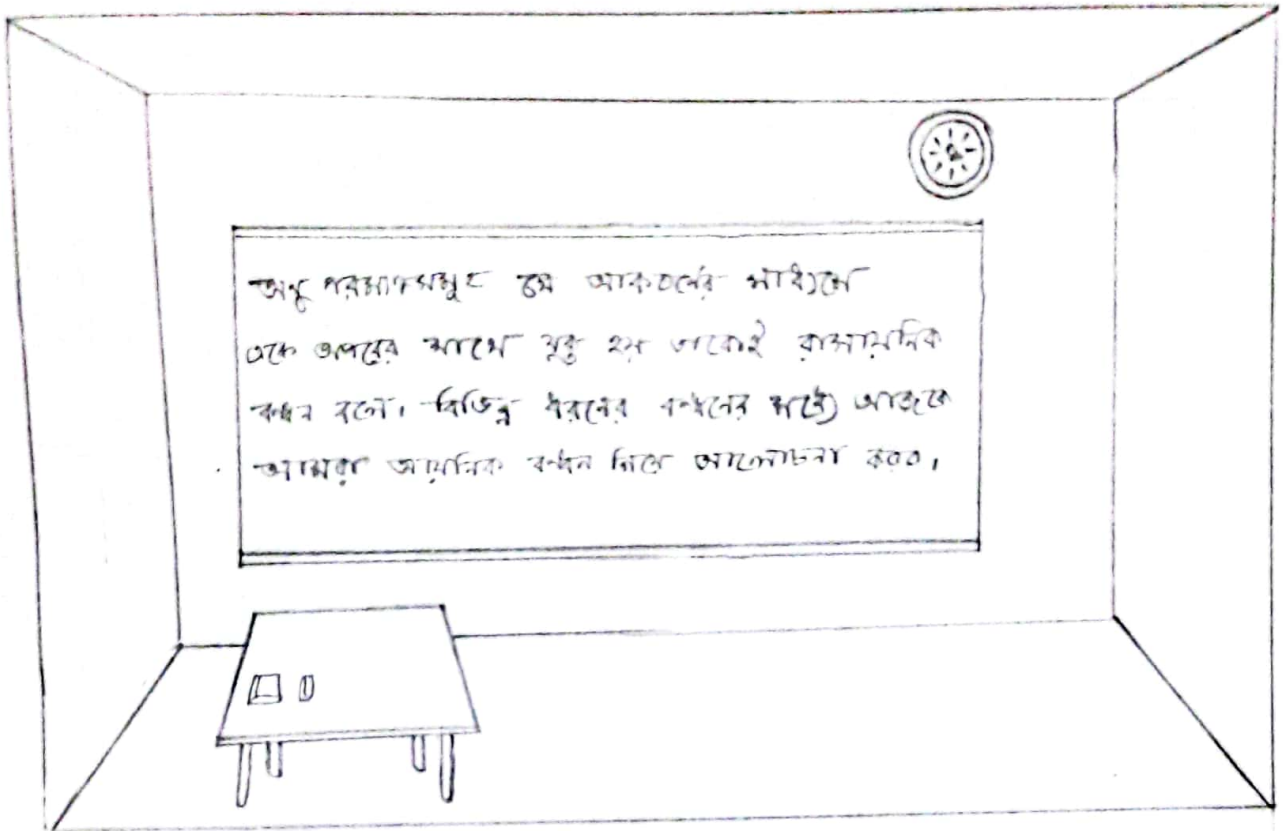 অনু পরমাণুসমূহ যে আকর্ষণের মাধ্যমে
একে অপরের সাথে যুক্ত হয় তাকেই রাসায়নিক
বন্ধন বলে। বিভিন্ন ধরনের বন্ধনের মধ্যে আজকে
আমরা আয়নিক বন্ধন নিয়ে আলোচনা করব।